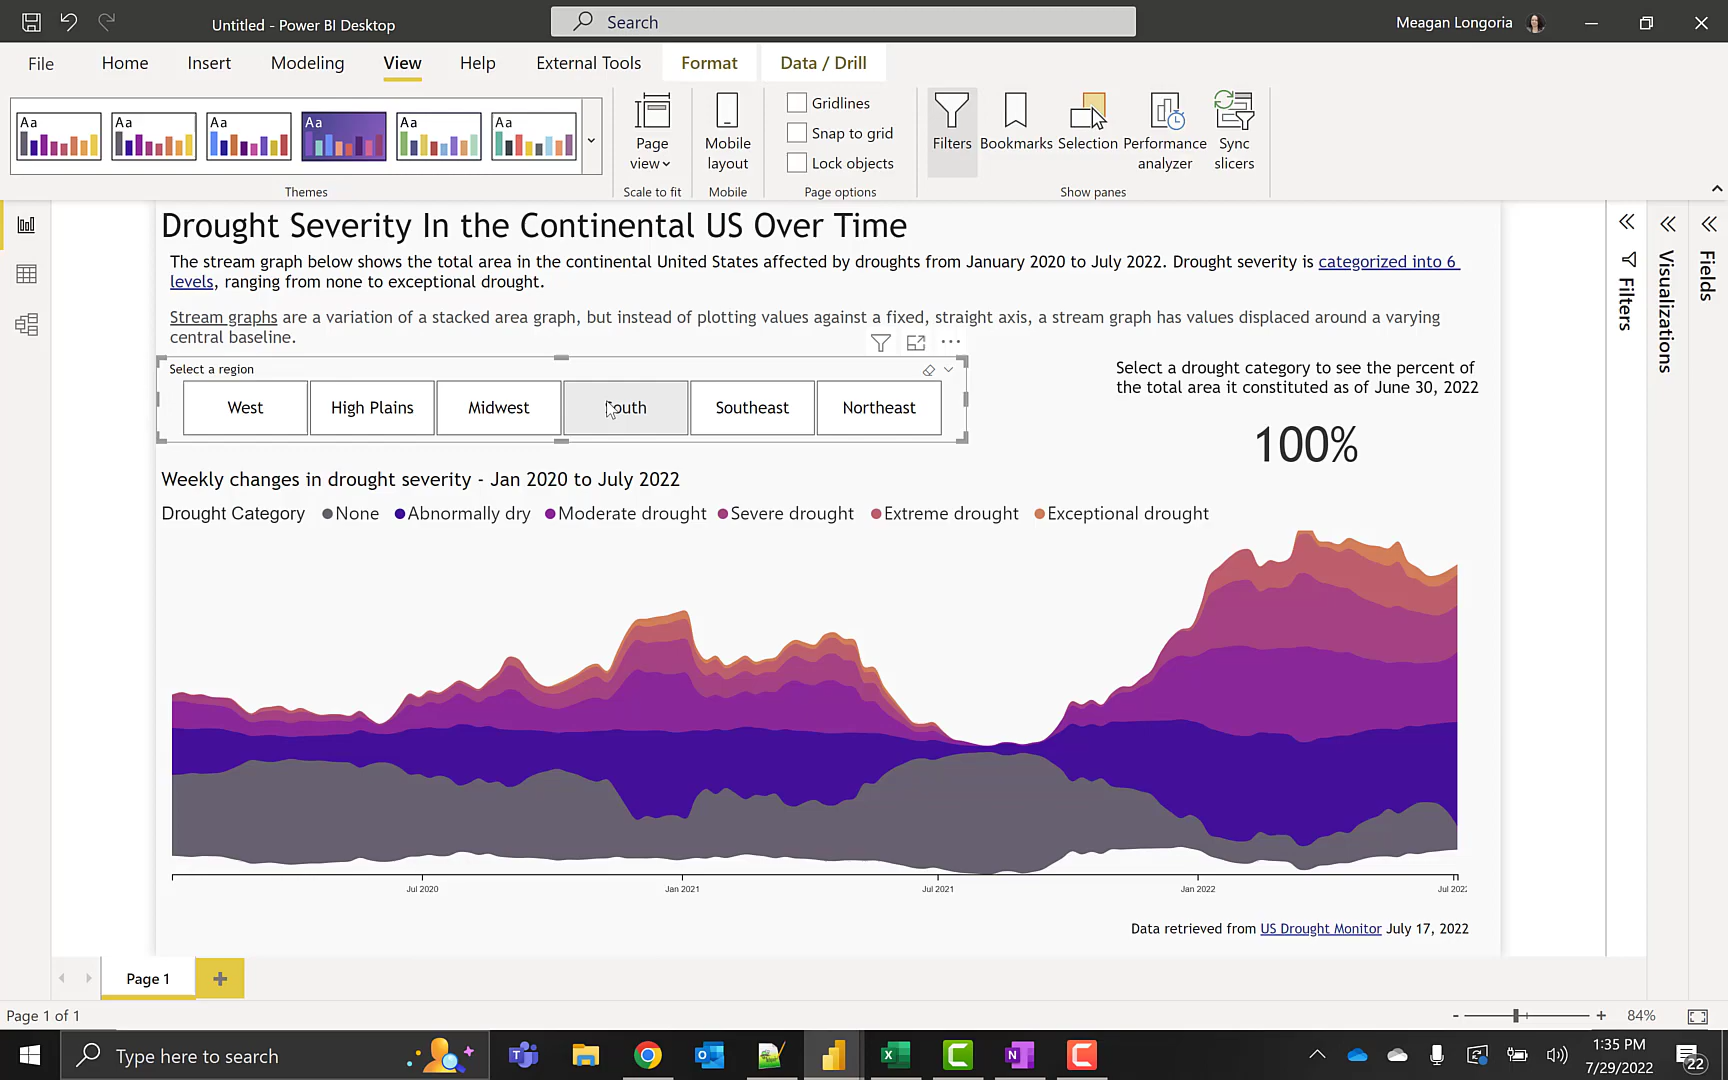 Untitled - Power BI Desktop
Search
Meagan Longoria
File Home Insert Modeling View Help External Tools Format Data / Drill
Aa Aa Aa Aa Aa Aa
Page view
Mobile layout
Gridlines
Snap to grid
Lock objects
Filters
Bookmarks
Selection
Performance analyzer
Sync slicers
Themes
Scale to fit
Mobile
Page options
Show panes
Drought Severity In the Continental US Over Time
The stream graph below shows the total area in the continental United States affected by droughts from January 2020 to July 2022. Drought severity is categorized into 6
levels, ranging from none to exceptional drought.
Stream graphs are a variation of a stacked area graph, but instead of plotting values against a fixed, straight axis, a stream graph has values displaced around a varying
central baseline.
Select a region
West High Plains Midwest South Southeast Northeast
Select a drought category to see the percent of
the total area it constituted as of June 30, 2022
100%
Weekly changes in drought severity - Jan 2020 to July 2022
Drought Category None Abnormally dry Moderate drought Severe drought Extreme drought Exceptional drought
Jul 2020 Jan 2021 Jul 2021 Jan 2022 Jul 202
Data retrieved from US Drought Monitor July 17, 2022
Filters
Visualizations
Fields
Page 1
+
Page 1 of 1
- + 84%
Type here to search
1:35 PM
7/29/2022
22